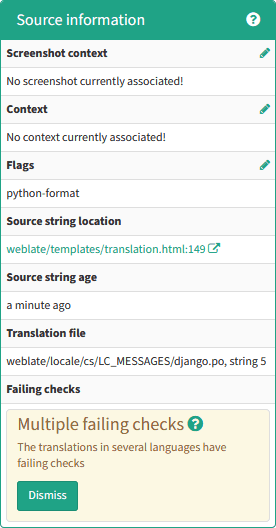 Source information
Screenshot context
No screenshot currently associated!
Context
No context currently associated!
Flags
python-format
Source string location
weblate/templates/translation.html:149
Source string age
a minute ago
Translation file
weblate/locale/cs/LC_MESSAGES/django.po, string 5
Failing checks
Multiple failing checks
The translations in several languages have
failing checks
Dismiss